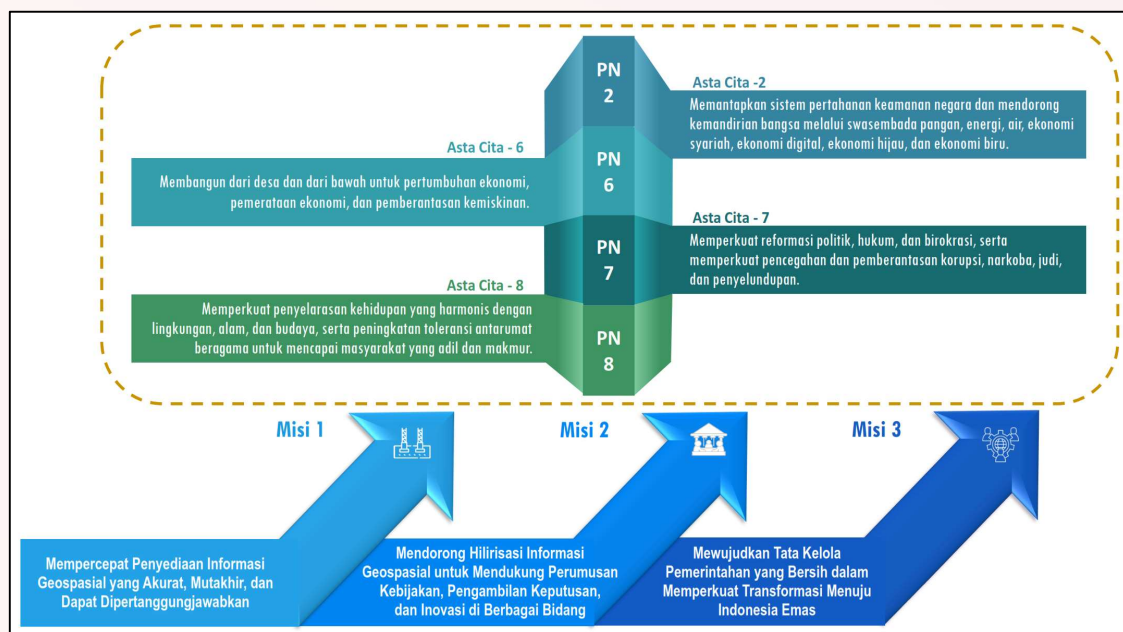 PN
2
Asta Cita -2
Memantapkan sistem pertahanan keamanan negara dan mendorong
kemandirian bangsa melalui swasembada pangan, energi, air, ekonomi
syariah, ekonomi digital, ekonomi hijau, dan ekonomi biru.
Asta Cita - 6
Membangun dari desa dan dari bawah untuk pertumbuhan ekonomi,
pemerataan ekonomi, dan pemberantasan kemiskinan.
PN
6
Asta Cita - 7
Memperkuat reformasi politik, hukum, dan birokrasi, serta
memperkuat pencegahan dan pemberantasan korupsi, narkoba, judi,
dan penyelundupan.
PN
7
Asta Cita - 8
Memperkuat penyelarasan kehidupan yang harmonis dengan
lingkungan, alam, dan budaya, serta peningkatan toleransi antarumat
beragama untuk mencapai masyarakat yang adil dan makmur.
PN
8
Misi 1
Mempercepat Penyediaan Informasi
Geospasial yang Akurat, Mutakhir, dan
Dapat Dipertanggungjawabkan
Misi 2
Mendorong Hilirisasi Informasi
Geospasial untuk Mendukung Perumusan
Kebijakan, Pengambilan Keputusan,
dan Inovasi di Berbagai Bidang
Misi 3
Mewujudkan Tata Kelola
Pemerintahan yang Bersih dalam
Memperkuat Transformasi Menuju
Indonesia Emas